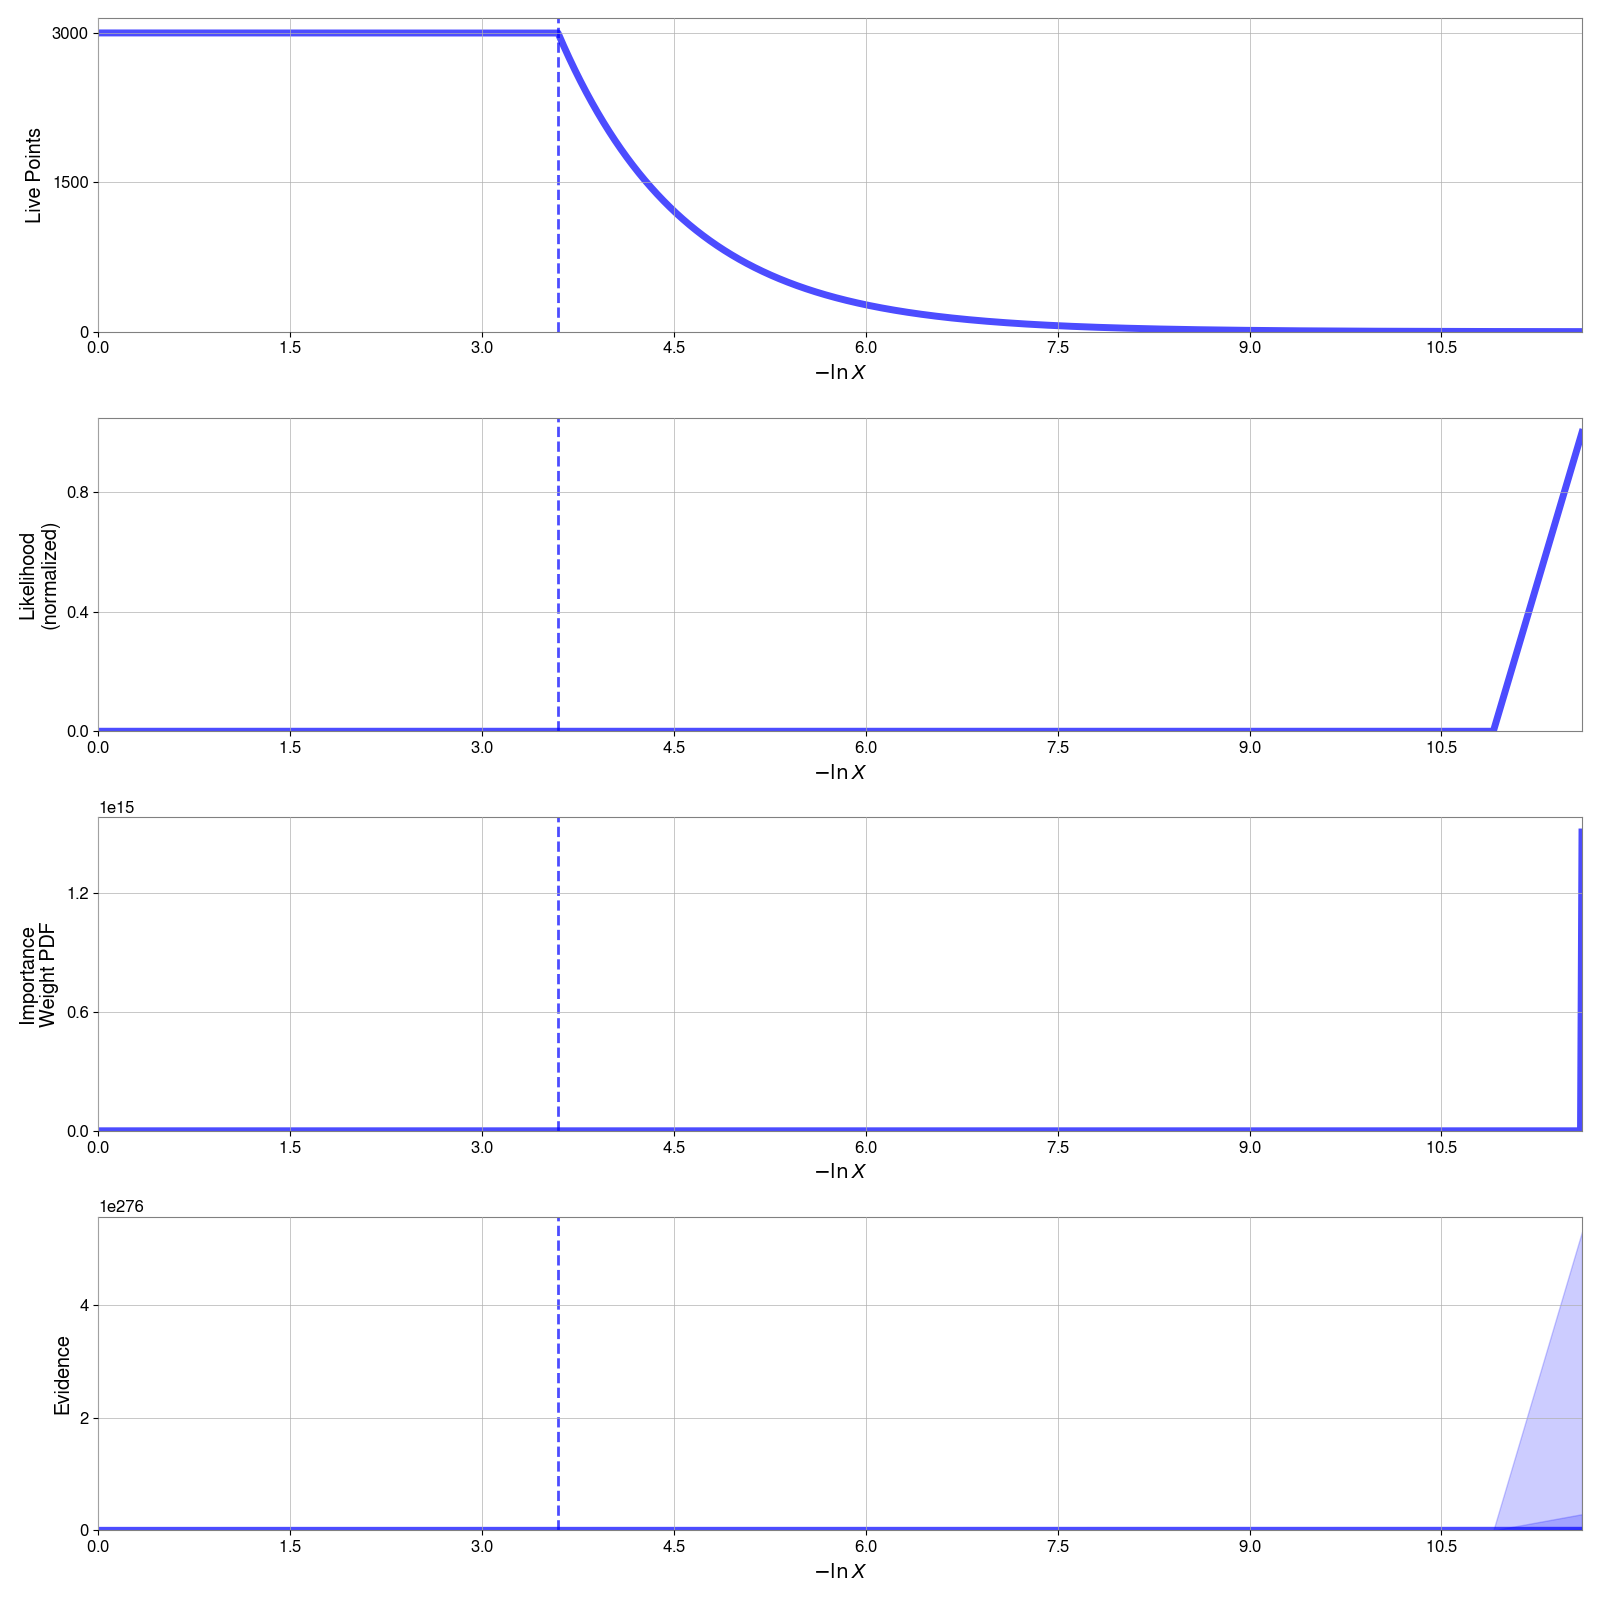 3000
1500
0
Live Points
0.0 1.5 3.0 4.5 6.0 7.5 9.0 10.5
−ln X
0.8
0.4
0.0
Likelihood
(normalized)
0.0 1.5 3.0 4.5 6.0 7.5 9.0 10.5
−ln X
1e15
1.2
0.6
0.0
Importance
Weight PDF
0.0 1.5 3.0 4.5 6.0 7.5 9.0 10.5
−ln X
1e276
4
2
0
Evidence
0.0 1.5 3.0 4.5 6.0 7.5 9.0 10.5
−ln X